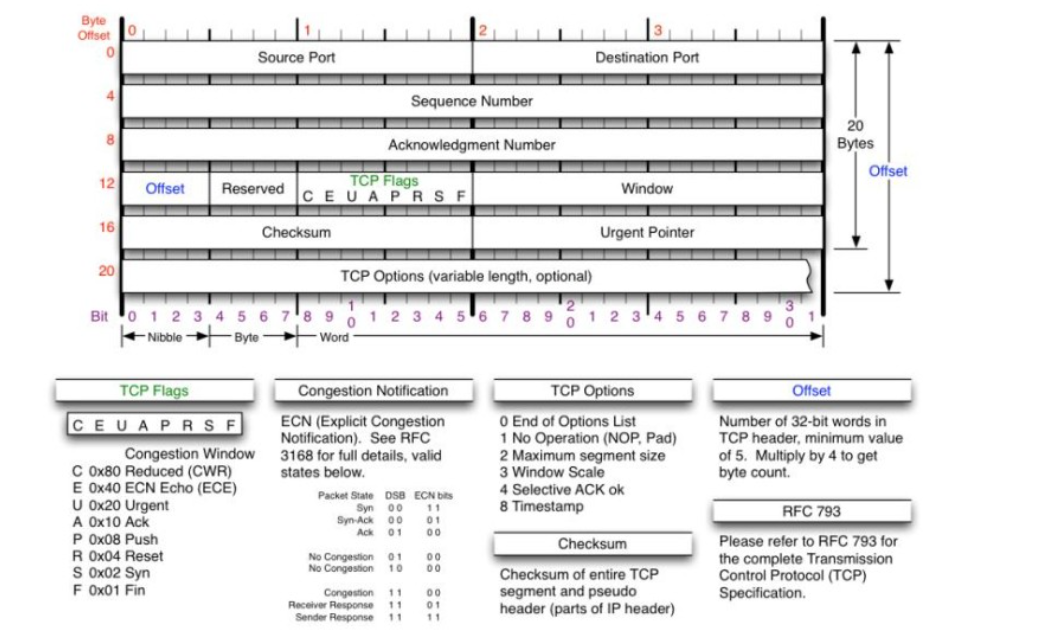 Byte
Offset
0 1 2 3
0 Source Port Destination Port
4 Sequence Number
20
Bytes
8 Acknowledgment Number
Offset
12 Offset Reserved TCP Flags Window
C E U A P R S F
16 Checksum Urgent Pointer
20 TCP Options (variable length, optional)
Bit 0 1 2 3 4 5 6 7 8 9 10 1 2 3 4 5 6 7 8 9 20 1 2 3 4 5 6 7 8 9 30 1
Nibble Byte Word
TCP Flags
C E U A P R S F
Congestion Window
C 0x80 Reduced (CWR)
E 0x40 ECN Echo (ECE)
U 0x20 Urgent
A 0x10 Ack
P 0x08 Push
R 0x04 Reset
S 0x02 Syn
F 0x01 Fin
Congestion Notification
ECN (Explicit Congestion
Notification). See RFC
3168 for full details, valid
states below.
Packet State DSB ECN bits
Syn 0 0 1 1
Syn-Ack 0 0 0 1
Ack 0 1 0 0
No Congestion 0 1 0 0
No Congestion 1 0 0 0
Congestion 1 1 0 0
Receiver Response 1 1 0 1
Sender Response 1 1 1 1
TCP Options
0 End of Options List
1 No Operation (NOP, Pad)
2 Maximum segment size
3 Window Scale
4 Selective ACK ok
8 Timestamp
Checksum
Checksum of entire TCP
segment and pseudo
header (parts of IP header)
Offset
Number of 32-bit words in
TCP header, minimum value
of 5. Multiply by 4 to get
byte count.
RFC 793
Please refer to RFC 793 for
the complete Transmission
Control Protocol (TCP)
Specification.